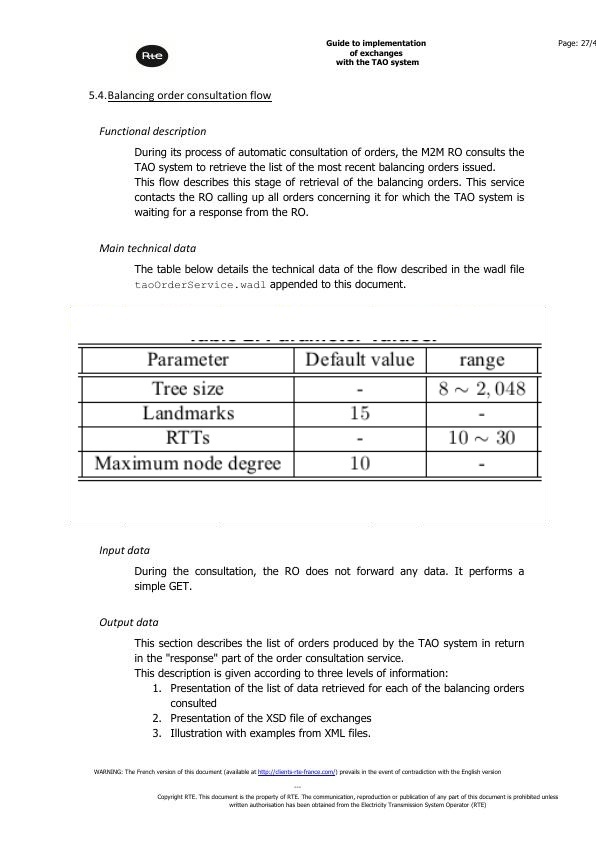 Rte
Guide to implementation
of exchanges
with the TAO system
Page: 27/4
5.4.Balancing order consultation flow
Functional description
During its process of automatic consultation of orders, the M2M RO consults the
TAO system to retrieve the list of the most recent balancing orders issued.
This flow describes this stage of retrieval of the balancing orders. This service
contacts the RO calling up all orders concerning it for which the TAO system is
waiting for a response from the RO.
Main technical data
The table below details the technical data of the flow described in the wadl file
taoOrderService.wadl appended to this document.
Parameter Default value range
Tree size - 8 ~ 2,048
Landmarks 15 -
RTTs - 10 ~ 30
Maximum node degree 10 -
Input data
During the consultation, the RO does not forward any data. It performs a
simple GET.
Output data
This section describes the list of orders produced by the TAO system in return
in the "response" part of the order consultation service.
This description is given according to three levels of information:
1. Presentation of the list of data retrieved for each of the balancing orders
consulted
2. Presentation of the XSD file of exchanges
3. Illustration with examples from XML files.
WARNING: The French version of this document (available at http://clients-rte-france.com/) prevails in the event of contradiction with the English version
---
Copyright RTE. This document is the property of RTE. The communication, reproduction or publication of any part of this document is prohibited unless
written authorisation has been obtained from the Electricity Transmission System Operator (RTE)